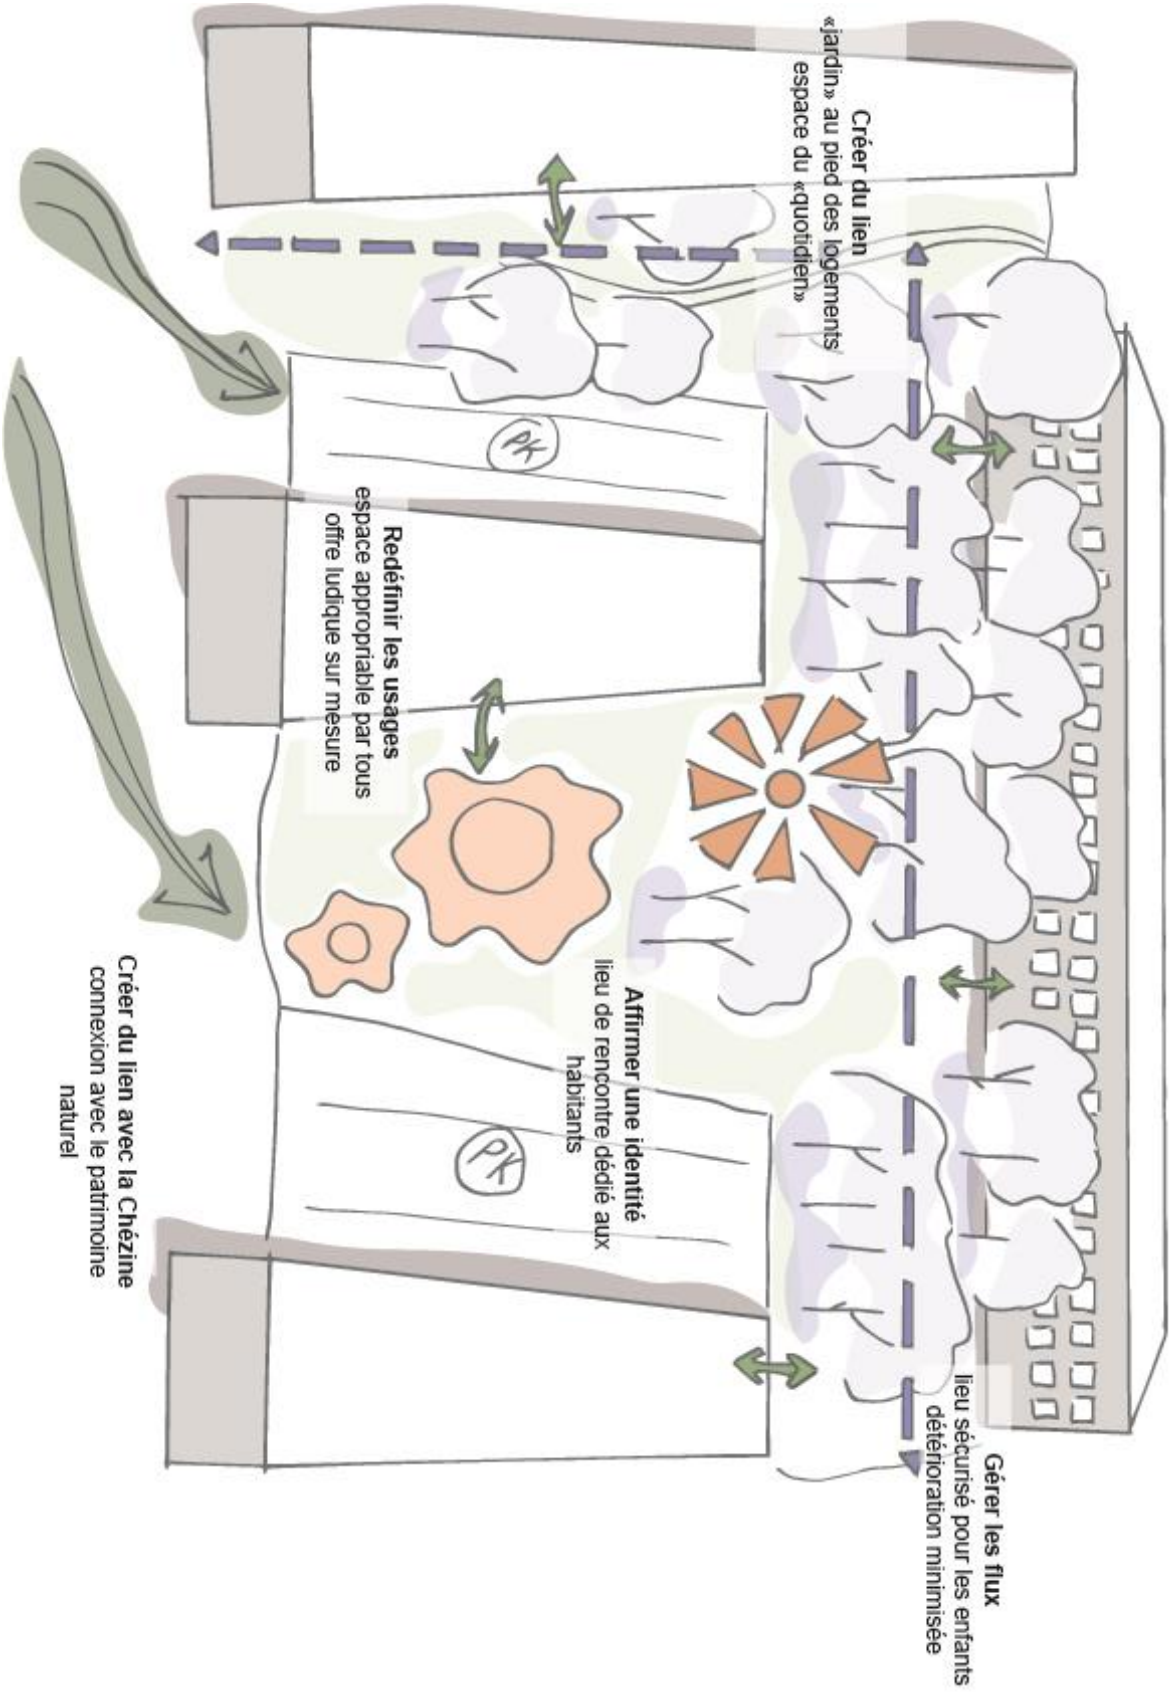 Créer du lien
«jardin» au pied des logements
espace du «quotidien»
Gérer les flux
lieu sécurisé pour les enfants
détérioration minimisée
PK
Redéfinir les usages
espace appropriable par tous
offre ludique sur mesure
Affirmer une identité
lieu de rencontre dédié aux
habitants
PK
Créer du lien avec la Chézine
connexion avec le patrimoine
naturel